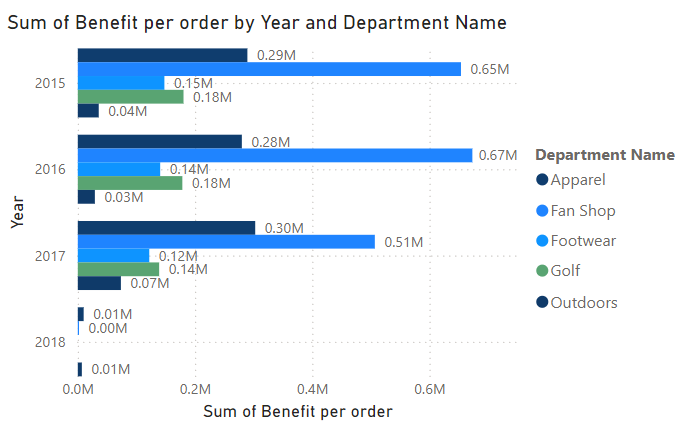 Sum of Benefit per order by Year and Department Name
Year
2015
0.29M
0.65M
0.15M
0.18M
0.04M
2016
0.28M
0.67M
0.14M
0.18M
0.03M
2017
0.30M
0.51M
0.12M
0.14M
0.07M
2018
0.01M
0.00M
0.01M
0.0M 0.2M 0.4M 0.6M
Sum of Benefit per order
Department Name
Apparel
Fan Shop
Footwear
Golf
Outdoors